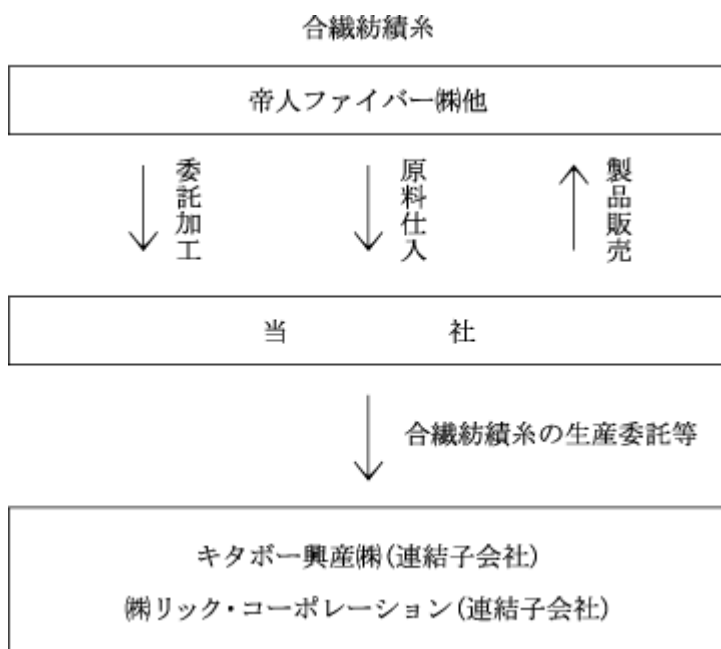 合繊紡績糸
帝人ファイバー㈱他
委託加工
原料仕入
製品販売
当社
合繊紡績糸の生産委託等
キタボー興産㈱(連結子会社)
㈱リック・コーポレーション(連結子会社)